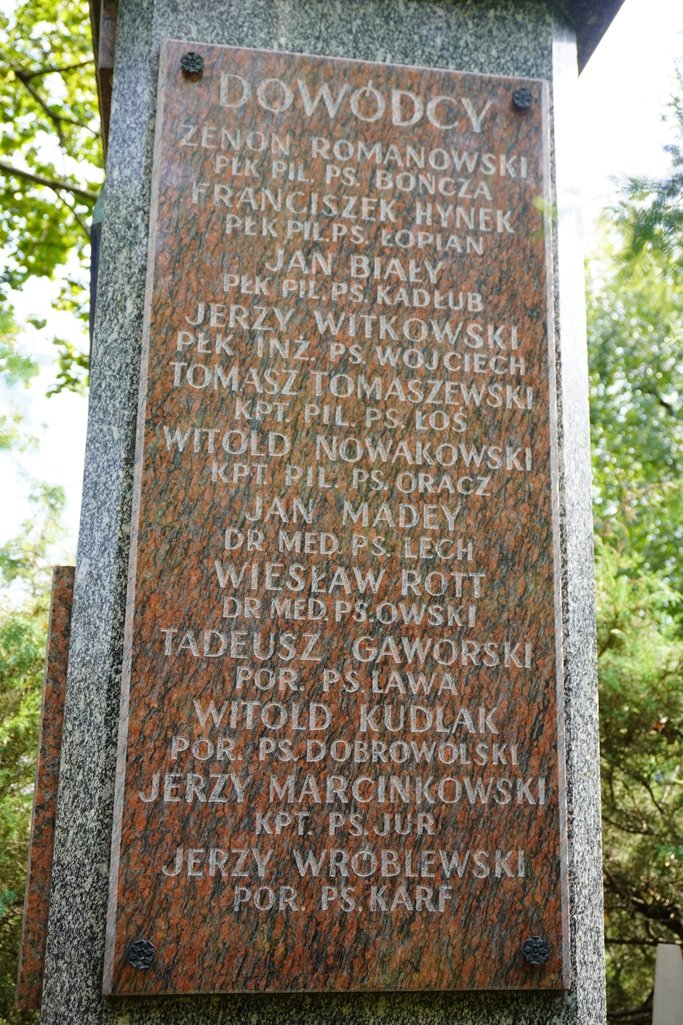 DOWÓDCY
ZENON ROMANOWSKI
PŁK PIL. PS. BOŃCZA
FRANCISZEK HYNEK
PŁK PIL.PS. ŁOPIAN
JAN BIAŁY
PŁK PIL. PS. KADŁUB
JERZY WITKOWSKI
PŁK INŻ. PS. WOJCIECH
TOMASZ TOMASZEWSKI
KPT. PIL. PS. ŁOŚ
WITOLD NOWAKOWSKI
KPT. PIL. PS. ORACZ
JAN MADEY
DR MED. PS. LECH
WIESŁAW ROTT
DR MED. PS.OWSKI
TADEUSZ GAWORSKI
POR. PS. ŁAWA
WITOLD KUDLAK
POR. PS. DOBROWOLSKI
JERZY MARCINKOWSKI
KPT. PS. JUR
JERZY WRÓBLEWSKI
POR. PS. KARF